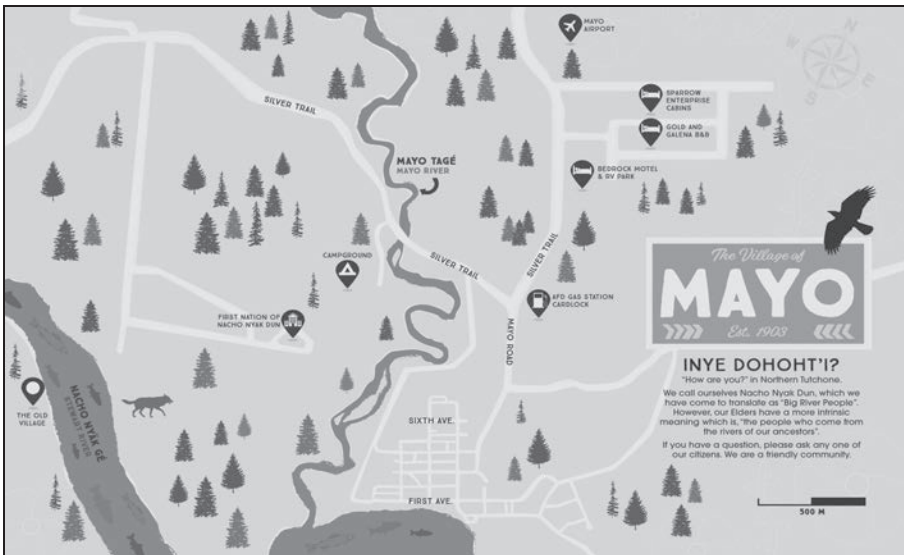 MAYO
AIRPORT
N
W
E
S
SPARROW
ENTERPRISE
CABINS
SILVER TRAIL
GOLD AND
GALENA B&B
MAYO TAGÉ
MAYO RIVER
BEDROCK MOTEL
& RV PARK
SILVER TRAIL
SILVER TRAIL
CAMPGROUND
The Village of
MAYO
Est. 1903
AFD GAS STATION
CARDLOCK
FIRST NATION OF
NACHO NYAK DUN
MAYO ROAD
INYE DOHOHT'I?
"How are you?" in Northern Tutchone.
We call ourselves Nacho Nyak Dun, which we
have come to translate as "Big River People".
However, our Elders have a more intrinsic
meaning which is, "the people who come from
the rivers of our ancestors".
If you have a question, please ask any one of
our citizens. We are a friendly community.
THE OLD
VILLAGE
NACHO NYÄK GÉ
STEWART RIVER
SIXTH AVE.
FIRST AVE.
500 M